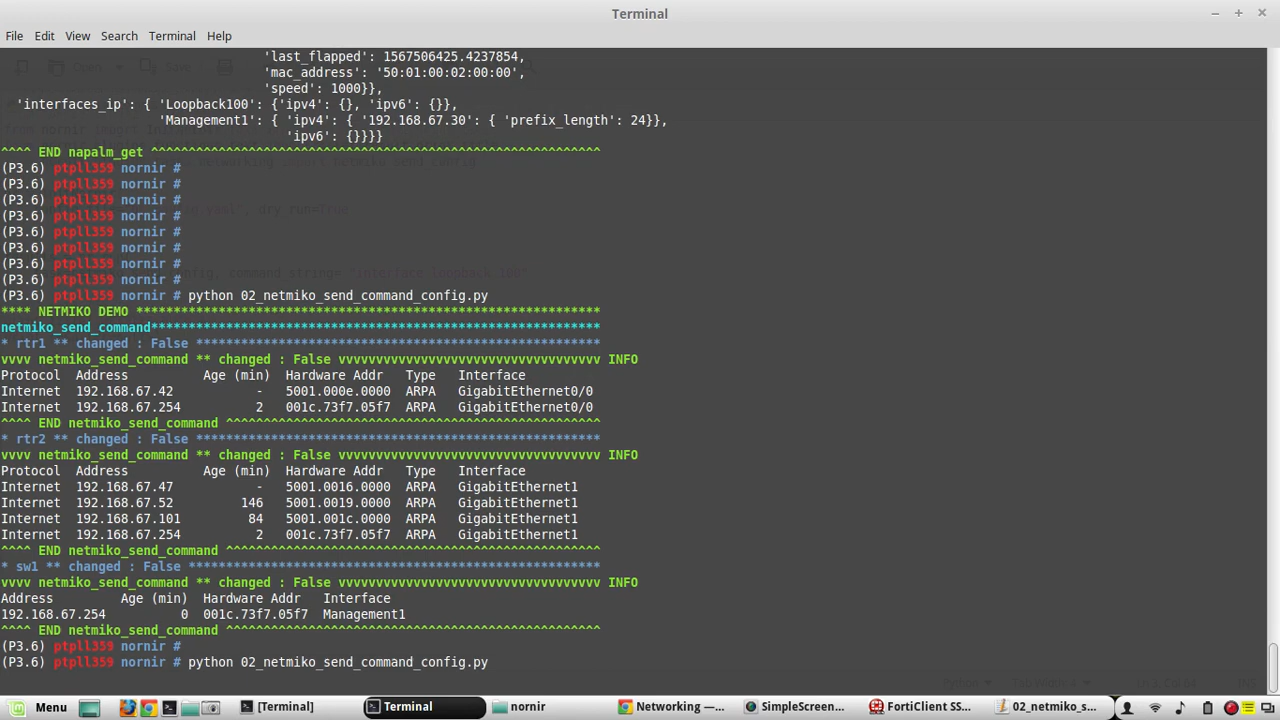 Terminal
File Edit View Search Terminal Help
'last_flapped': 1567506425.4237854,
'mac_address': '50:01:00:02:00:00',
'speed': 1000}},
'interfaces_ip': { 'Loopback100': {'ipv4': {}, 'ipv6': {}},
'Management1': { 'ipv4': { '192.168.67.30': { 'prefix_length': 24}},
'ipv6': {}}}}
^^^^ END napalm_get ^^^^^^^^^^^^^^^^^^^^^^^^^^^^^^^^^^^^^^^^^^^^^^^^^^^^^^^^^^^^
(P3.6) ptpll359 nornir #
(P3.6) ptpll359 nornir #
(P3.6) ptpll359 nornir #
(P3.6) ptpll359 nornir #
(P3.6) ptpll359 nornir #
(P3.6) ptpll359 nornir #
(P3.6) ptpll359 nornir #
(P3.6) ptpll359 nornir #
(P3.6) ptpll359 nornir # python 02_netmiko_send_command_config.py
**** NETMIKO DEMO **************************************************************
netmiko_send_command************************************************************
* rtr1 ** changed : False ******************************************************
vvvv netmiko_send_command ** changed : False vvvvvvvvvvvvvvvvvvvvvvvvvvvvvvvvvvv INFO
Protocol Address Age (min) Hardware Addr Type Interface
Internet 192.168.67.42 - 5001.000e.0000 ARPA GigabitEthernet0/0
Internet 192.168.67.254 2 001c.73f7.05f7 ARPA GigabitEthernet0/0
^^^^ END netmiko_send_command ^^^^^^^^^^^^^^^^^^^^^^^^^^^^^^^^^^^^^^^^^^^^^^^^^^
* rtr2 ** changed : False ******************************************************
vvvv netmiko_send_command ** changed : False vvvvvvvvvvvvvvvvvvvvvvvvvvvvvvvvvvv INFO
Protocol Address Age (min) Hardware Addr Type Interface
Internet 192.168.67.47 - 5001.0016.0000 ARPA GigabitEthernet1
Internet 192.168.67.52 146 5001.0019.0000 ARPA GigabitEthernet1
Internet 192.168.67.101 84 5001.001c.0000 ARPA GigabitEthernet1
Internet 192.168.67.254 2 001c.73f7.05f7 ARPA GigabitEthernet1
^^^^ END netmiko_send_command ^^^^^^^^^^^^^^^^^^^^^^^^^^^^^^^^^^^^^^^^^^^^^^^^^^
* sw1 ** changed : False *******************************************************
vvvv netmiko_send_command ** changed : False vvvvvvvvvvvvvvvvvvvvvvvvvvvvvvvvvvv INFO
Address Age (min) Hardware Addr Interface
192.168.67.254 0 001c.73f7.05f7 Management1
^^^^ END netmiko_send_command ^^^^^^^^^^^^^^^^^^^^^^^^^^^^^^^^^^^^^^^^^^^^^^^^^^
(P3.6) ptpll359 nornir #
(P3.6) ptpll359 nornir # python 02_netmiko_send_command_config.py
Menu [Terminal] Terminal nornir Networking —... SimpleScreen... FortiClient SS... 02_netmiko_s...